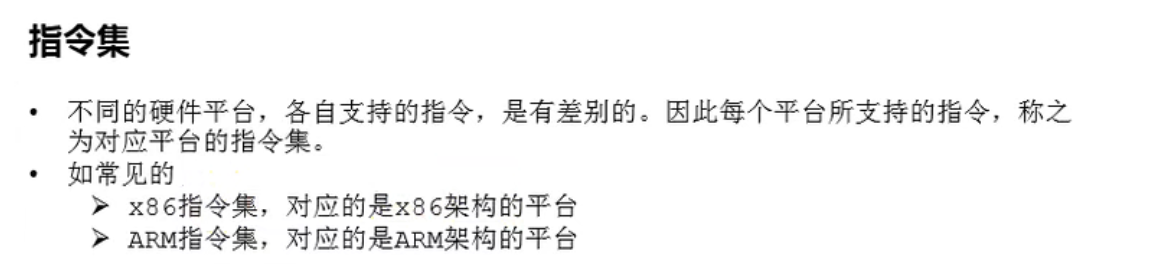 指令集
• 不同的硬件平台，各自支持的指令，是有差别的。因此每个平台所支持的指令，称之
为对应平台的指令集。
• 如常见的
➢ x86指令集，对应的是x86架构的平台
➢ ARM指令集，对应的是ARM架构的平台